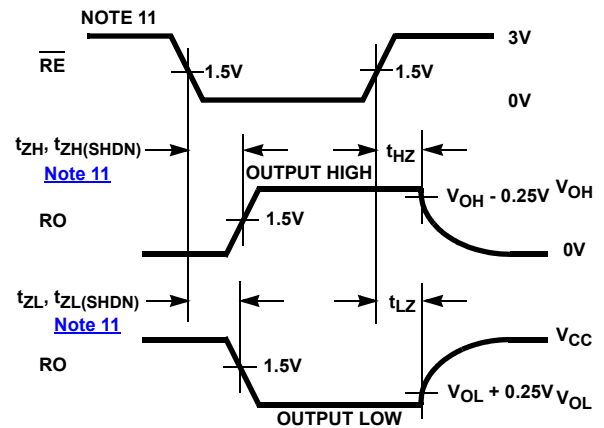 NOTE 11
RE
1.5V
1.5V
3V
0V
tZH, tZH(SHDN)
Note 11
OUTPUT HIGH
tHZ
RO
1.5V
VOH - 0.25V
VOH
0V
tZL, tZL(SHDN)
Note 11
tLZ
RO
1.5V
VCC
VOL + 0.25V
VOL
OUTPUT LOW